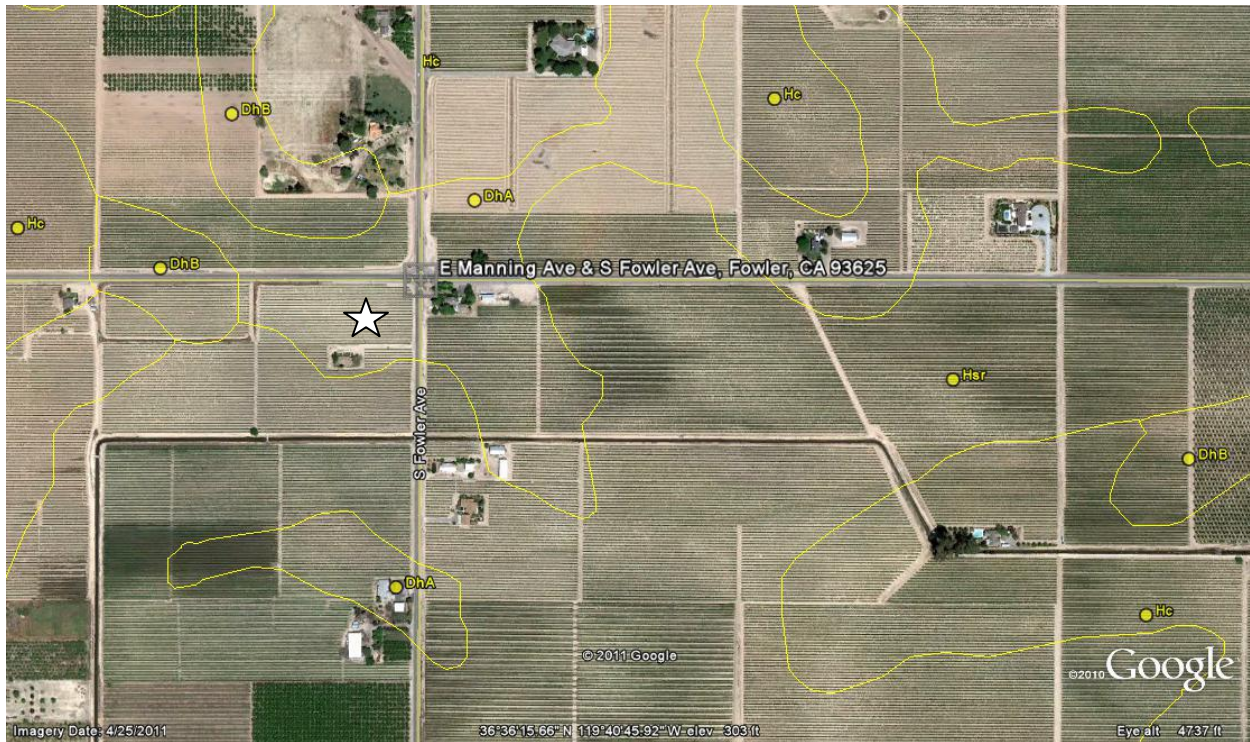 Hc
Hc
DhB
DhA
Hc
DhB
E Manning Ave & S Fowler Ave, Fowler, CA 93625
Hsr
S Fowler Ave
DhB
DhA
Hc
© 2011 Google
©2010 Google
Imagery Date: 4/25/2011
36°36'15.66" N 119°40'45.92" W elev 303 ft
Eye alt 4737 ft